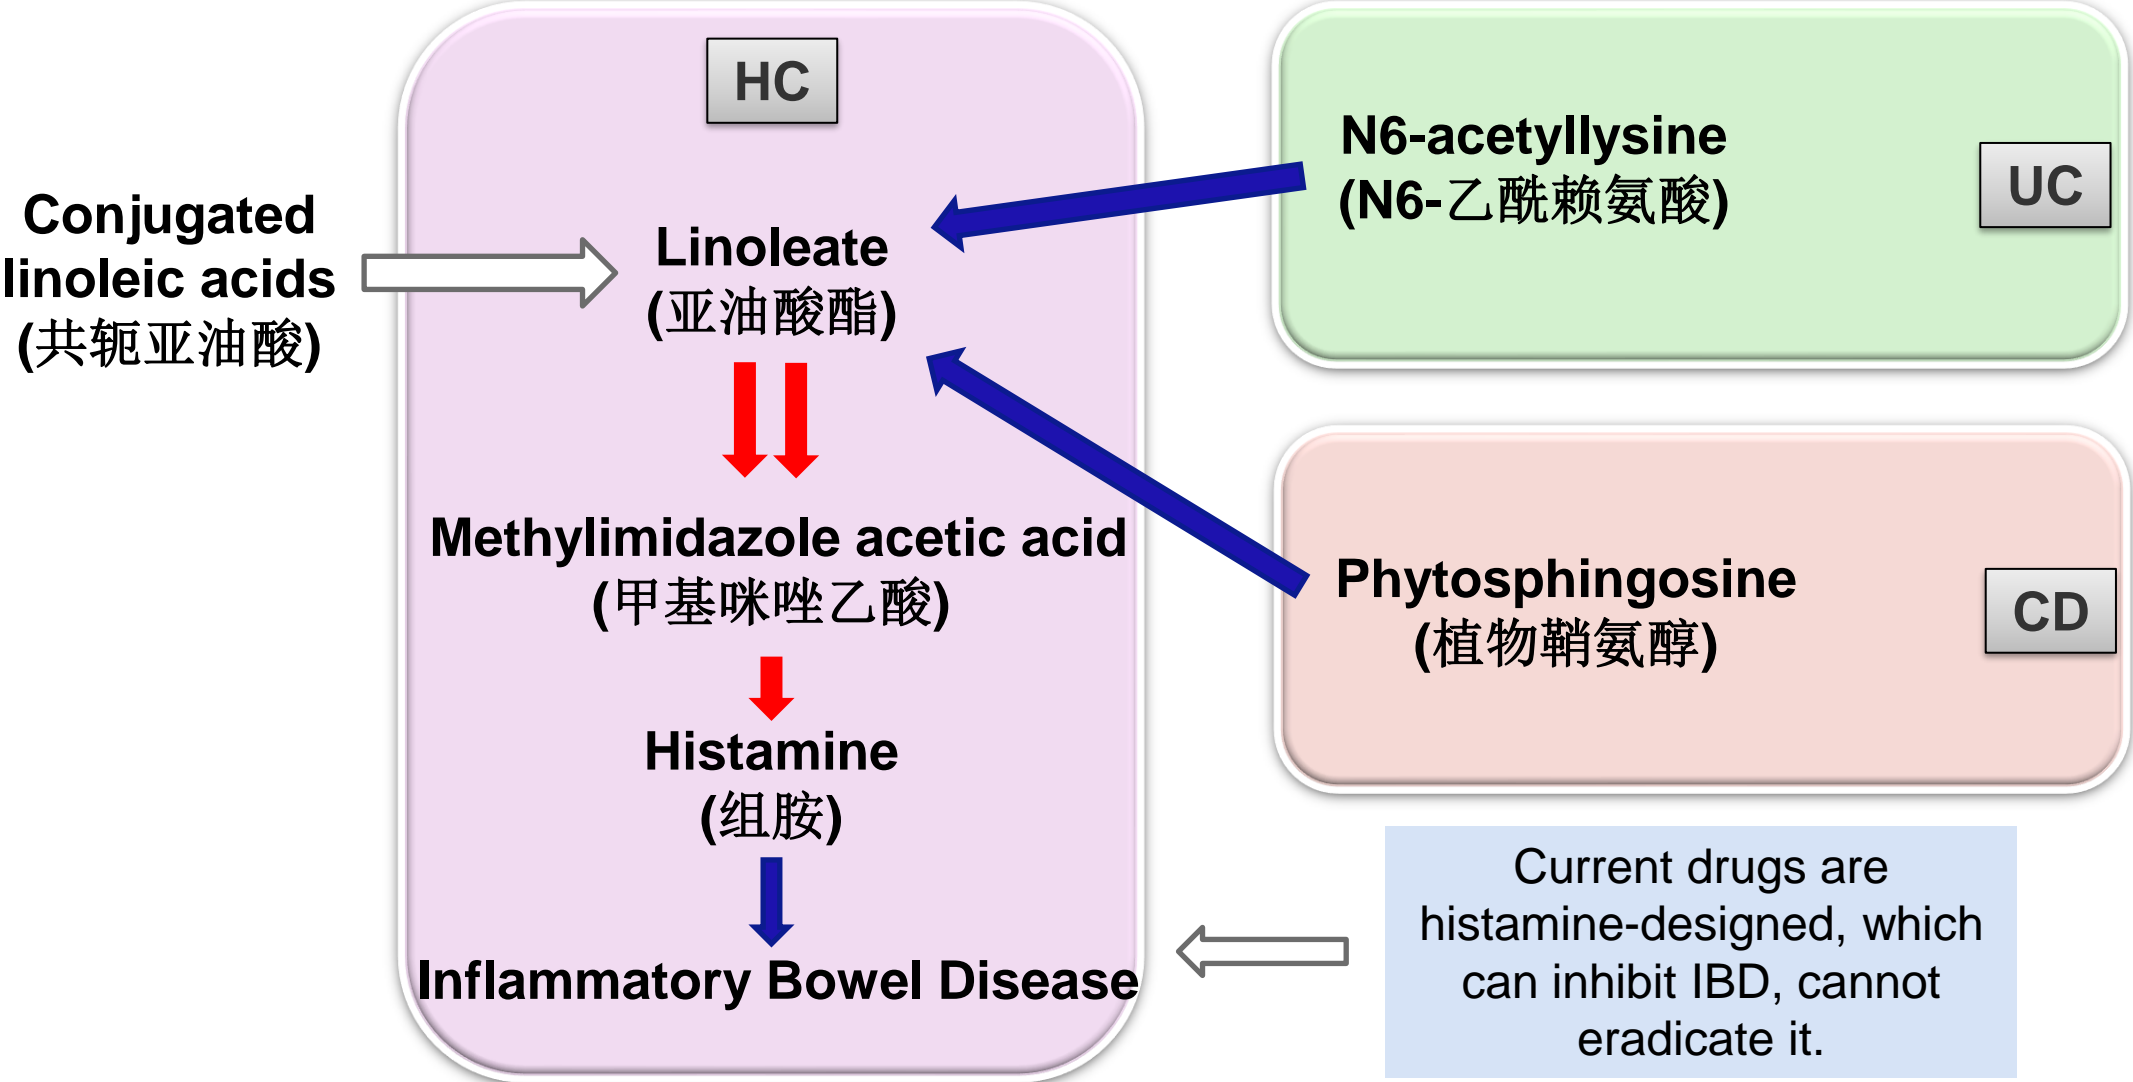 HC
Conjugated
linoleic acids
(共轭亚油酸)
Linoleate
(亚油酸酯)
Methylimidazole acetic acid
(甲基咪唑乙酸)
Histamine
(组胺)
Inflammatory Bowel Disease
N6-acetyllysine
(N6-乙酰赖氨酸)
UC
Phytosphingosine
(植物鞘氨醇)
CD
Current drugs are
histamine-designed, which
can inhibit IBD, cannot
eradicate it.